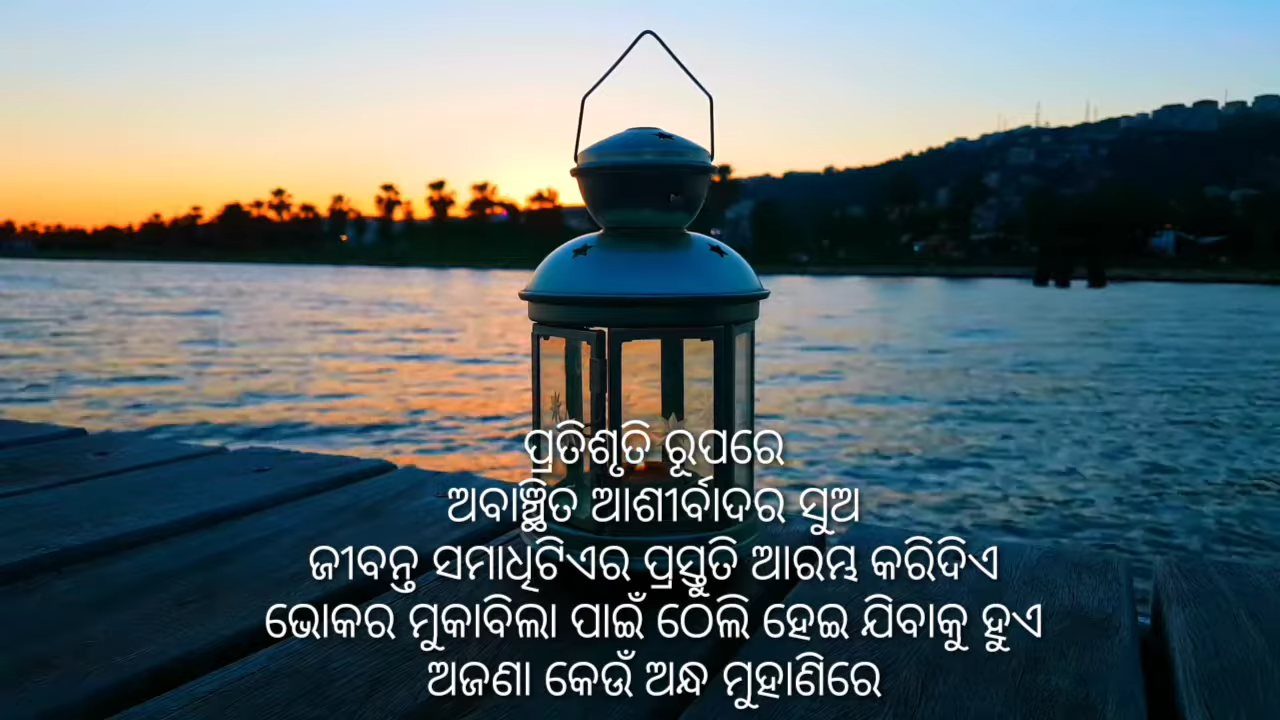 ପ୍ରତିଶୃତି ରୂପରେ
ଅବାଞ୍ଛିତ ଆଶୀର୍ବାଦର ସୁଅ
ଜୀବନ୍ତ ସମାଧିଟିଏର ପ୍ରସ୍ତୁତି ଆରମ୍ଭ କରିଦିଏ
ଭୋକର ମୁକାବିଲା ପାଇଁ ଠେଲି ହେଇ ଯିବାକୁ ହୁଏ
ଅଜଣା କେଉଁ ଅନ୍ଧ ମୁହାଣିରେ